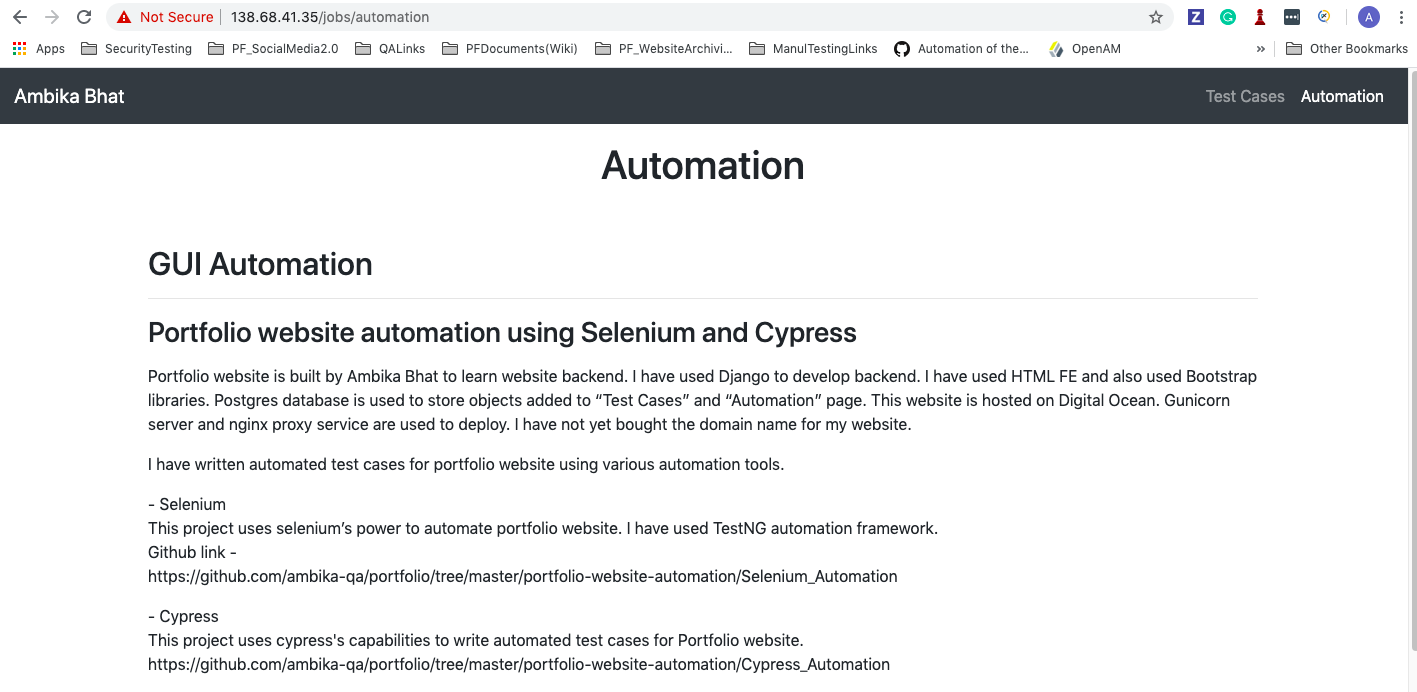 Not Secure | 138.68.41.35/jobs/automation
A
Apps SecurityTesting PF_SocialMedia2.0 QALinks PFDocuments(Wiki) PF_WebsiteArchivi... ManulTestingLinks Automation of the... OpenAM » Other Bookmarks
Ambika Bhat Test Cases Automation
Automation
GUI Automation
Portfolio website automation using Selenium and Cypress
Portfolio website is built by Ambika Bhat to learn website backend. I have used Django to develop backend. I have used HTML FE and also used Bootstrap
libraries. Postgres database is used to store objects added to “Test Cases” and “Automation” page. This website is hosted on Digital Ocean. Gunicorn
server and nginx proxy service are used to deploy. I have not yet bought the domain name for my website.
I have written automated test cases for portfolio website using various automation tools.
- Selenium
This project uses selenium’s power to automate portfolio website. I have used TestNG automation framework.
Github link -
https://github.com/ambika-qa/portfolio/tree/master/portfolio-website-automation/Selenium_Automation
- Cypress
This project uses cypress's capabilities to write automated test cases for Portfolio website.
https://github.com/ambika-qa/portfolio/tree/master/portfolio-website-automation/Cypress_Automation